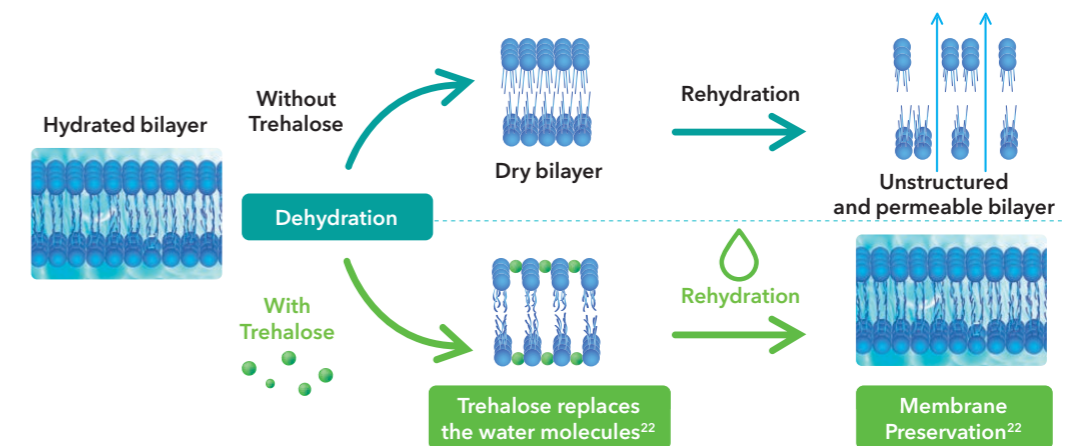 Hydrated bilayer
Without
Trehalose
Dehydration
With
Trehalose
Dry bilayer
Rehydration
Unstructured
and permeable bilayer
Rehydration
Trehalose replaces
the water molecules22
Membrane
Preservation22